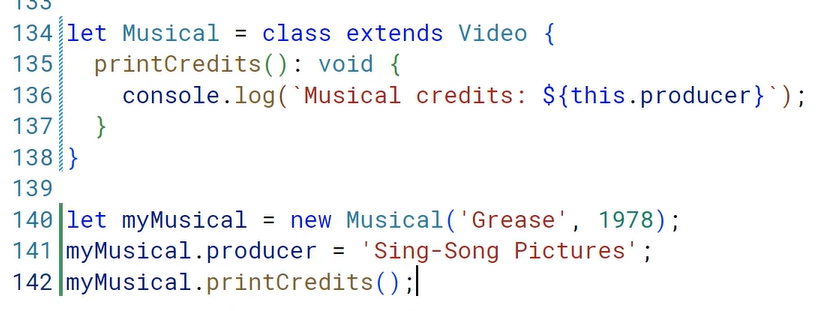 133
134 let Musical = class extends Video {
135   printCredits(): void {
136     console.log(`Musical credits: ${this.producer}`);
137   }
138 }
139
140 let myMusical = new Musical('Grease', 1978);
141 myMusical.producer = 'Sing-Song Pictures';
142 myMusical.printCredits();